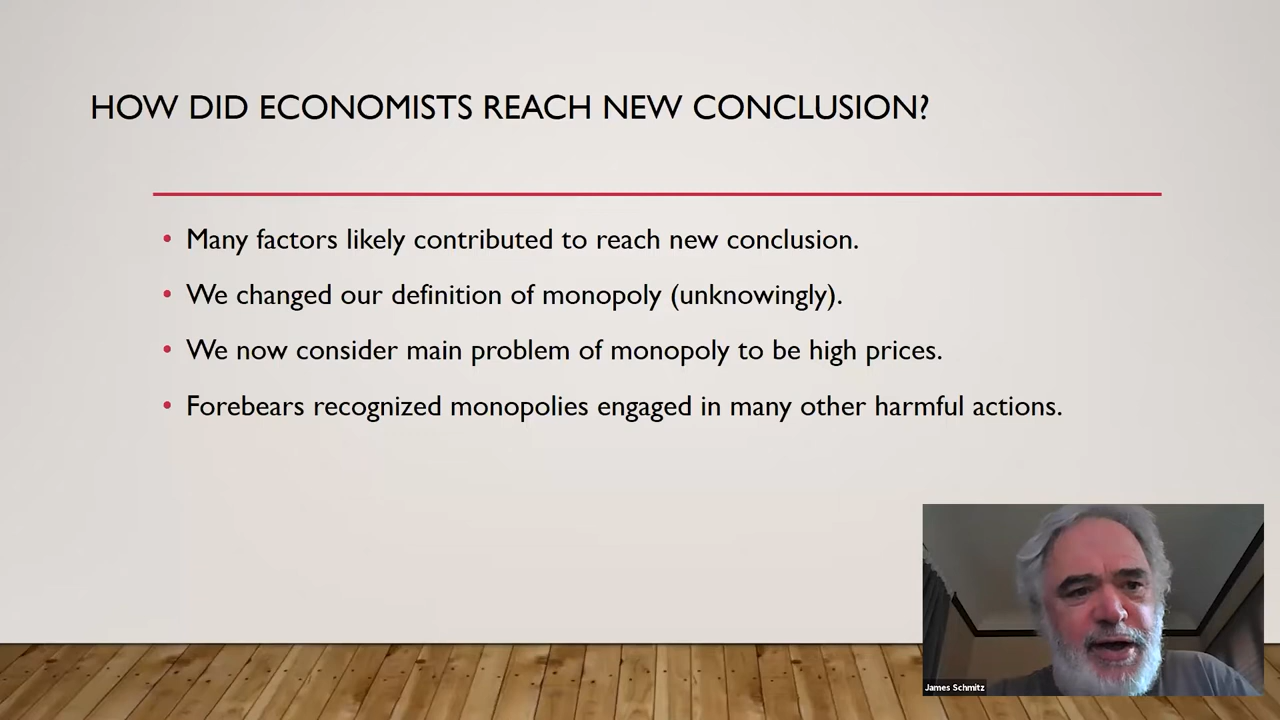 HOW DID ECONOMISTS REACH NEW CONCLUSION?
• Many factors likely contributed to reach new conclusion.
• We changed our definition of monopoly (unknowingly).
• We now consider main problem of monopoly to be high prices.
• Forebears recognized monopolies engaged in many other harmful actions.
James Schmitz